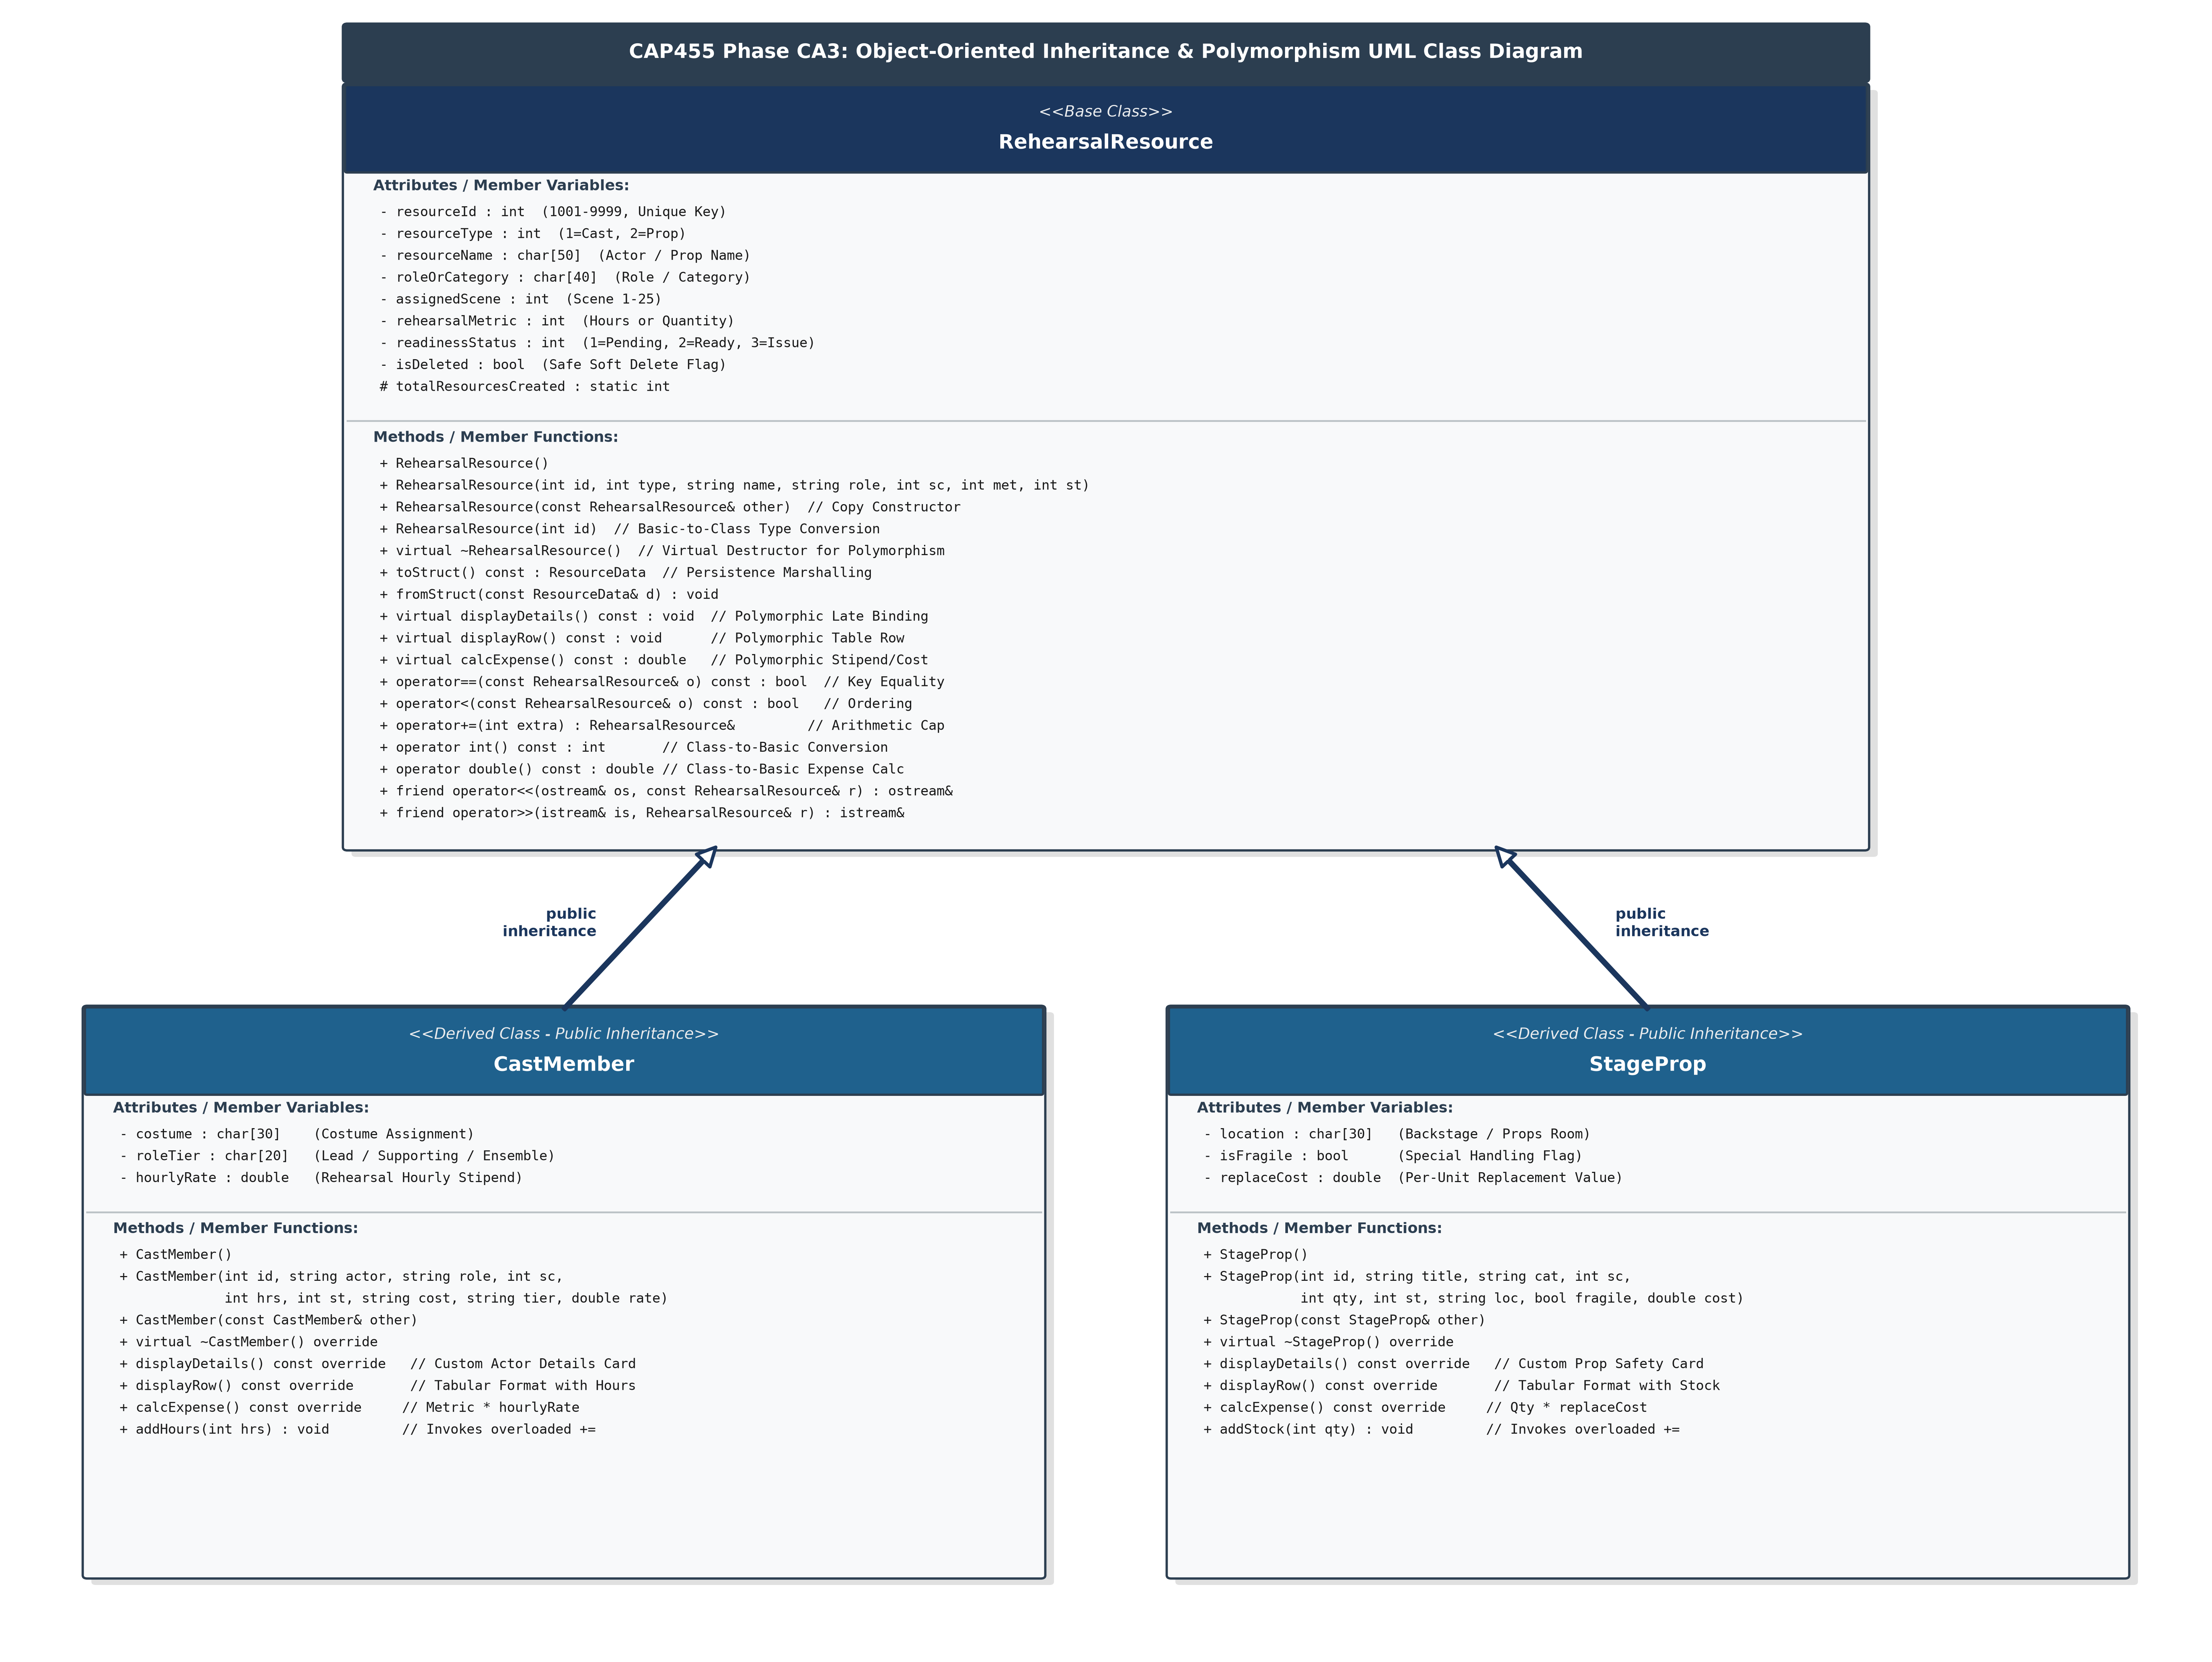 CAP455 Phase CA3: Object-Oriented Inheritance & Polymorphism UML Class Diagram
<<Base Class>>
RehearsalResource
Attributes / Member Variables:
- resourceId : int  (1001-9999, Unique Key)
- resourceType : int  (1=Cast, 2=Prop)
- resourceName : char[50]  (Actor / Prop Name)
- roleOrCategory : char[40]  (Role / Category)
- assignedScene : int  (Scene 1-25)
- rehearsalMetric : int  (Hours or Quantity)
- readinessStatus : int  (1=Pending, 2=Ready, 3=Issue)
- isDeleted : bool  (Safe Soft Delete Flag)
# totalResourcesCreated : static int
Methods / Member Functions:
+ RehearsalResource()
+ RehearsalResource(int id, int type, string name, string role, int sc, int met, int st)
+ RehearsalResource(const RehearsalResource& other)  // Copy Constructor
+ RehearsalResource(int id)  // Basic-to-Class Type Conversion
+ virtual ~RehearsalResource()  // Virtual Destructor for Polymorphism
+ toStruct() const : ResourceData  // Persistence Marshalling
+ fromStruct(const ResourceData& d) : void
+ virtual displayDetails() const : void  // Polymorphic Late Binding
+ virtual displayRow() const : void      // Polymorphic Table Row
+ virtual calcExpense() const : double   // Polymorphic Stipend/Cost
+ operator==(const RehearsalResource& o) const : bool  // Key Equality
+ operator<(const RehearsalResource& o) const : bool   // Ordering
+ operator+=(int extra) : RehearsalResource&         // Arithmetic Cap
+ operator int() const : int       // Class-to-Basic Conversion
+ operator double() const : double // Class-to-Basic Expense Calc
+ friend operator<<(ostream& os, const RehearsalResource& r) : ostream&
+ friend operator>>(istream& is, RehearsalResource& r) : istream&
public
inheritance
public
inheritance
<<Derived Class - Public Inheritance>>
CastMember
Attributes / Member Variables:
- costume : char[30]    (Costume Assignment)
- roleTier : char[20]   (Lead / Supporting / Ensemble)
- hourlyRate : double   (Rehearsal Hourly Stipend)
Methods / Member Functions:
+ CastMember()
+ CastMember(int id, string actor, string role, int sc,
int hrs, int st, string cost, string tier, double rate)
+ CastMember(const CastMember& other)
+ virtual ~CastMember() override
+ displayDetails() const override   // Custom Actor Details Card
+ displayRow() const override       // Tabular Format with Hours
+ calcExpense() const override     // Metric * hourlyRate
+ addHours(int hrs) : void         // Invokes overloaded +=
<<Derived Class - Public Inheritance>>
StageProp
Attributes / Member Variables:
- location : char[30]   (Backstage / Props Room)
- isFragile : bool      (Special Handling Flag)
- replaceCost : double  (Per-Unit Replacement Value)
Methods / Member Functions:
+ StageProp()
+ StageProp(int id, string title, string cat, int sc,
int qty, int st, string loc, bool fragile, double cost)
+ StageProp(const StageProp& other)
+ virtual ~StageProp() override
+ displayDetails() const override   // Custom Prop Safety Card
+ displayRow() const override       // Tabular Format with Stock
+ calcExpense() const override     // Qty * replaceCost
+ addStock(int qty) : void         // Invokes overloaded +=